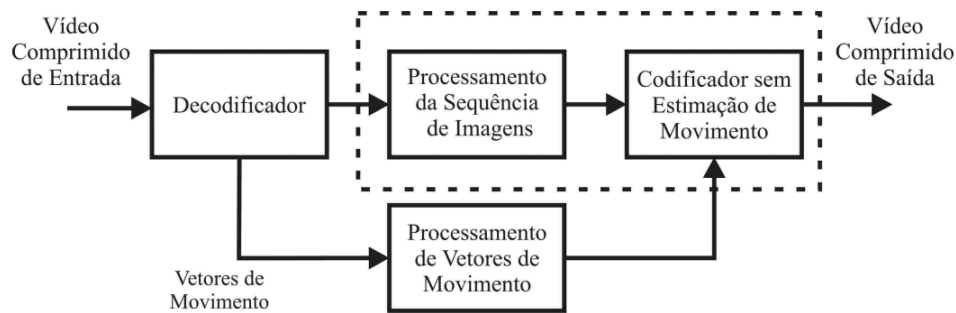 Vídeo
Comprimido
de Entrada
Decodificador
Processamento
da Sequência
de Imagens
Codificador sem
Estimação de
Movimento
Vídeo
Comprimido
de Saída
Vetores de
Movimento
Processamento
de Vetores de
Movimento